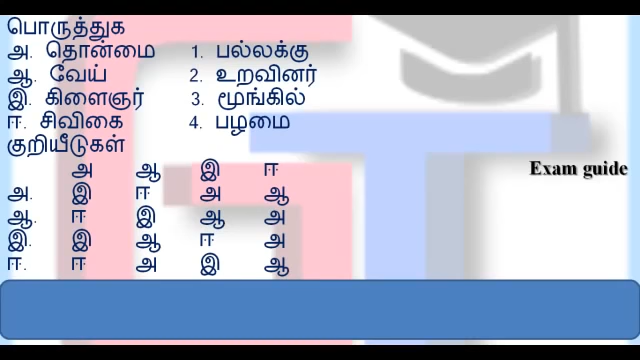 பொருத்துக
அ. தொன்மை 1. பல்லக்கு
ஆ. வேய் 2. உறவினர்
இ. கிளைஞர் 3. மூங்கில்
ஈ. சிவிகை 4. பழமை
குறியீடுகள்
அ ஆ இ ஈ
Exam guide
அ. இ ஈ அ ஆ
ஆ. ஈ இ ஆ அ
இ. இ ஆ ஈ அ
ஈ. ஈ அ இ ஆ